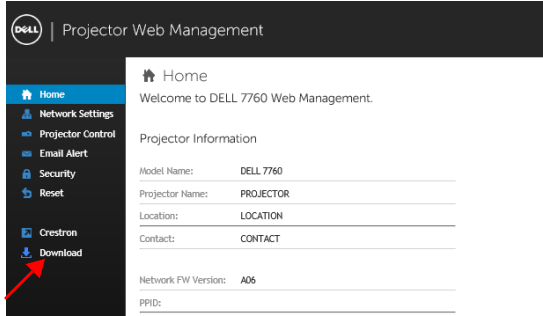 DELL | Projector Web Management
Home
Network Settings
Projector Control
Email Alert
Security
Reset
Crestron
Download
Home
Welcome to DELL 7760 Web Management.
Projector Information
Model Name: DELL 7760
Projector Name: PROJECTOR
Location: LOCATION
Contact: CONTACT
Network FW Version: A06
PPID: